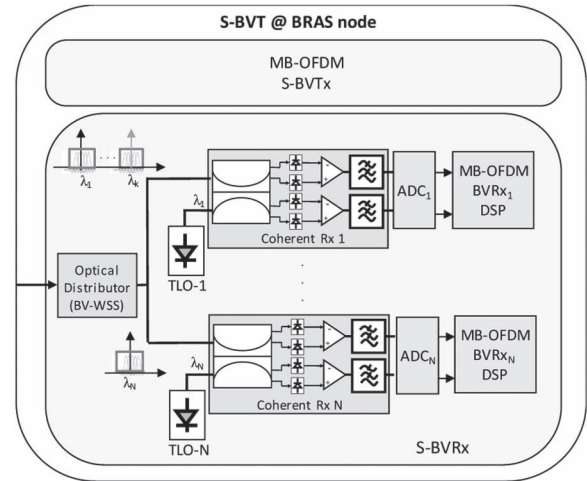 S-BVT @ BRAS node
MB-OFDM
S-BVTx
λ1 ... λk
λ1
TLO-1
Coherent Rx 1
ADC1
MB-OFDM
BVRx1
DSP
Optical
Distributor
(BV-WSS)
λN
λN
TLO-N
Coherent Rx N
ADCN
MB-OFDM
BVRxN
DSP
S-BVRx